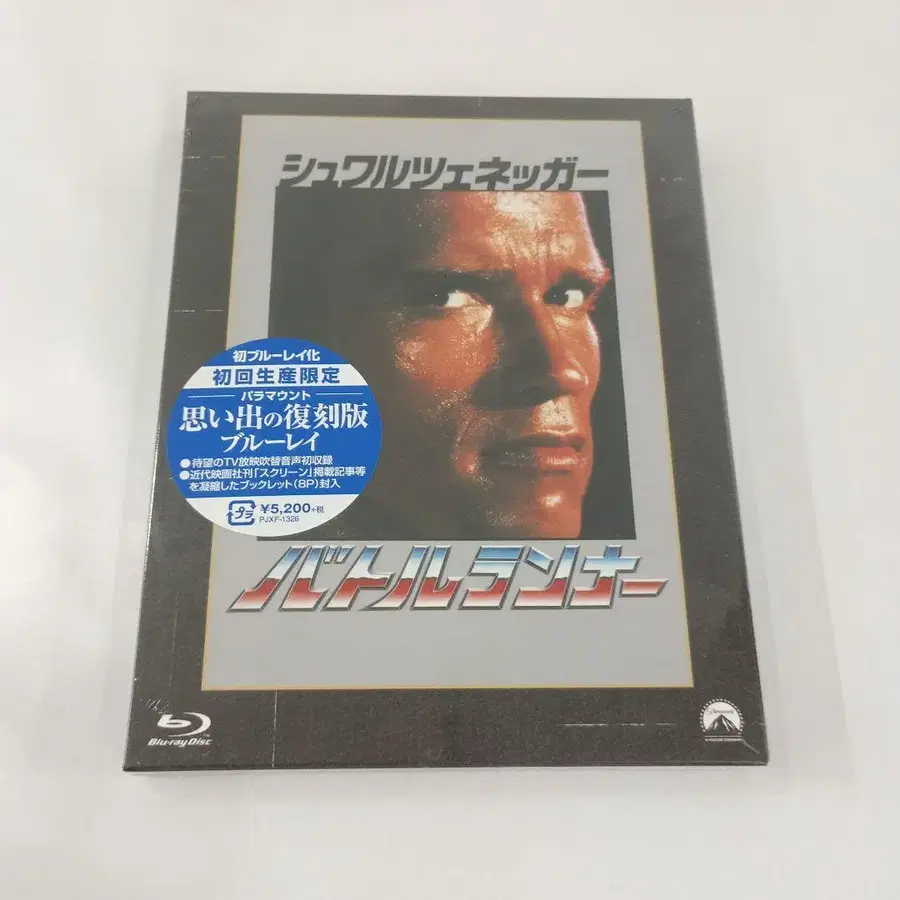 シュワルツェネッガー
初ブルーレイ化
初回生産限定
パラマウント
思い出の復刻版
ブルーレイ
●待望のTV放映吹替音声初収録
●近代映画社刊「スクリーン」掲載記事等
を凝縮したブックレット(8P)封入
プラ
¥5,200+税
PJXF-1326
バトルランナー
Blu-ray Disc
Paramount